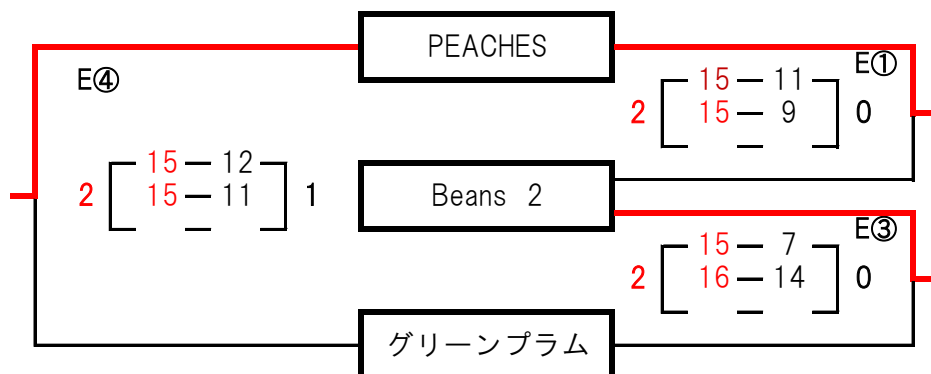 PEACHES
E④
E①
2 15 — 11 0
15 — 9
—
2 15 — 12 1
15 — 11
—
Beans 2
E③
2 15 — 7 0
16 — 14
—
グリーンプラム